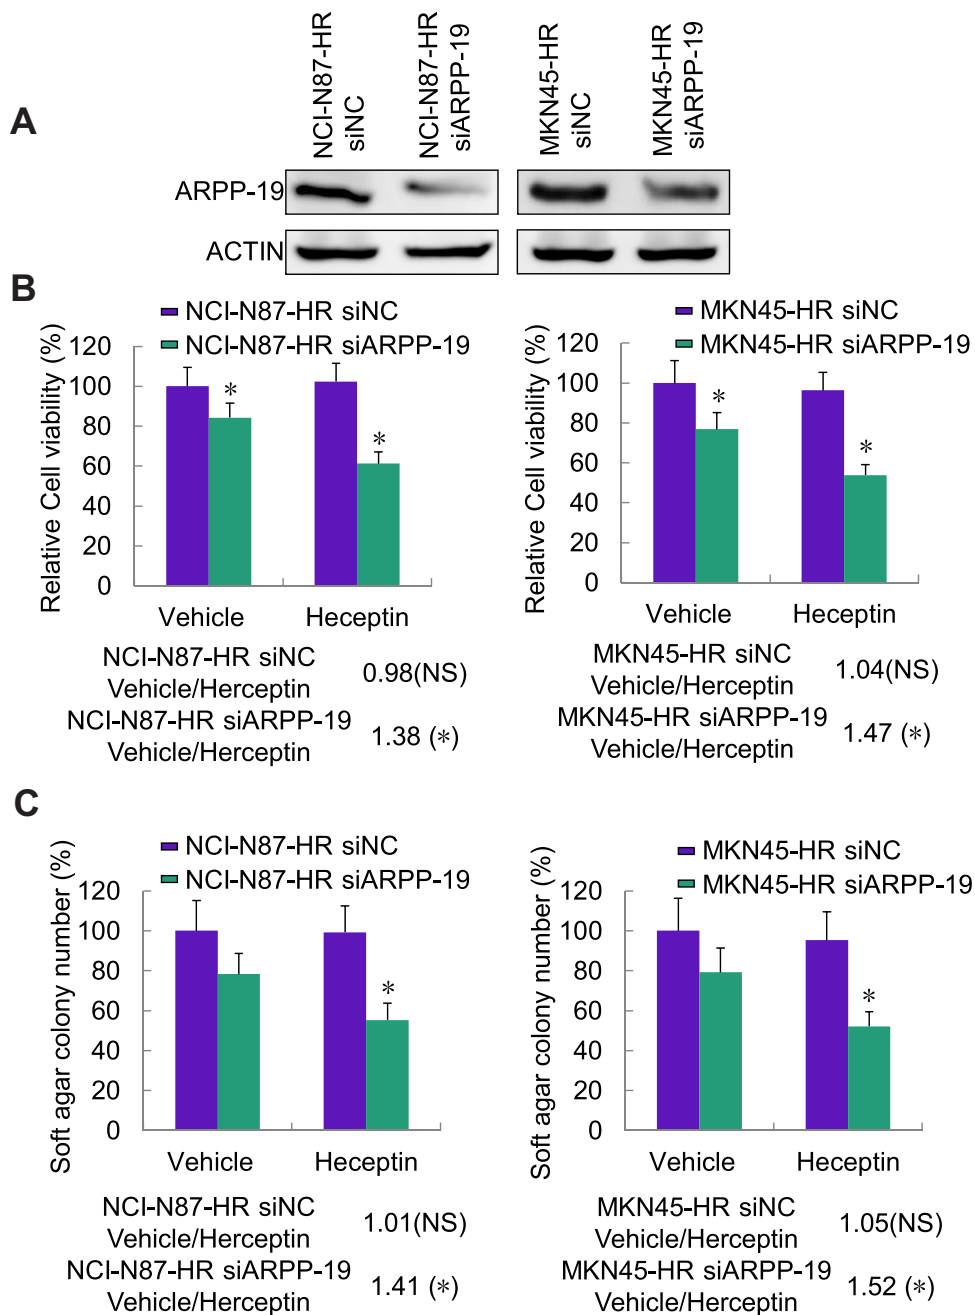 A
NCI-N87-HR
siNC
NCI-N87-HR
siARPP-19
MKN45-HR
siNC
MKN45-HR
siARPP-19
ARPP-19
ACTIN
B
NCI-N87-HR siNC
NCI-N87-HR siARPP-19
Relative Cell viability (%)
120
100
80
60
40
20
0
*
*
Vehicle
Heceptin
NCI-N87-HR siNC
Vehicle/Herceptin
0.98(NS)
NCI-N87-HR siARPP-19
Vehicle/Herceptin
1.38 (*)
MKN45-HR siNC
MKN45-HR siARPP-19
Relative Cell viability (%)
120
100
80
60
40
20
0
*
*
Vehicle
Heceptin
MKN45-HR siNC
Vehicle/Herceptin
1.04(NS)
MKN45-HR siARPP-19
Vehicle/Herceptin
1.47 (*)
C
NCI-N87-HR siNC
NCI-N87-HR siARPP-19
Soft agar colony number (%)
120
100
80
60
40
20
0
*
Vehicle
Heceptin
NCI-N87-HR siNC
Vehicle/Herceptin
1.01(NS)
NCI-N87-HR siARPP-19
Vehicle/Herceptin
1.41 (*)
MKN45-HR siNC
MKN45-HR siARPP-19
Soft agar colony number (%)
120
100
80
60
40
20
0
*
Vehicle
Heceptin
MKN45-HR siNC
Vehicle/Herceptin
1.05(NS)
MKN45-HR siARPP-19
Vehicle/Herceptin
1.52 (*)